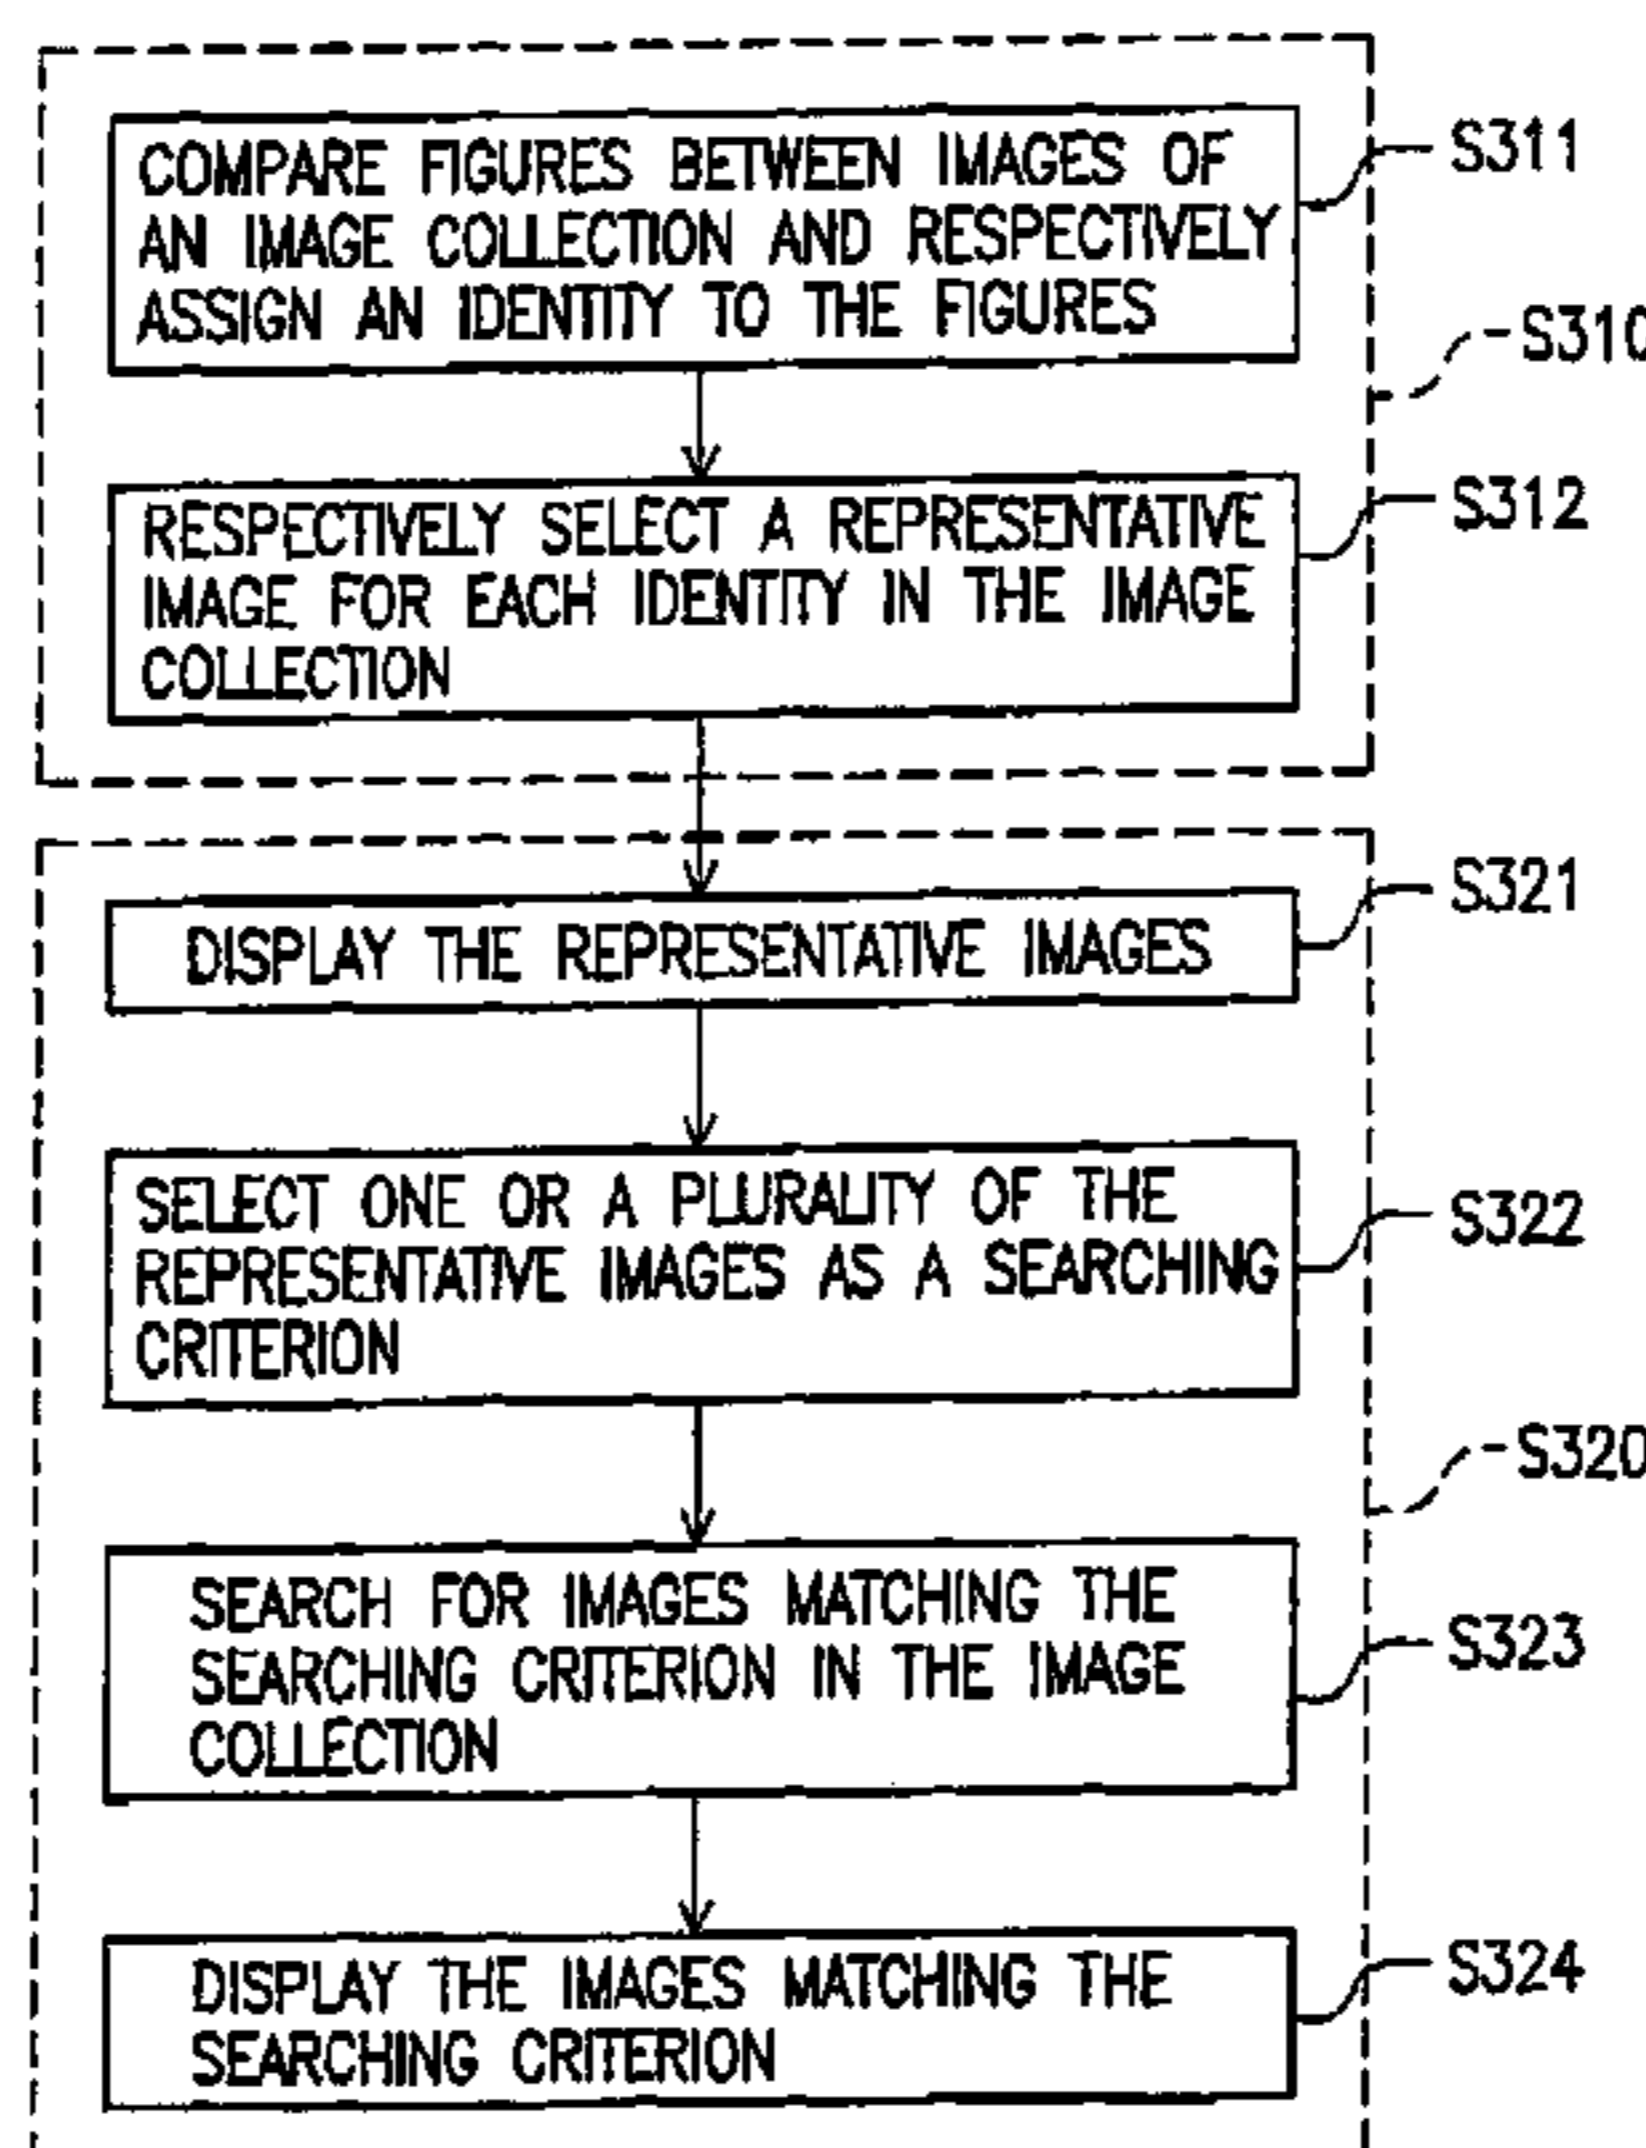 COMPARE FIGURES BETWEEN IMAGES OF
AN IMAGE COLLECTION AND RESPECTIVELY
ASSIGN AN IDENTITY TO THE FIGURES
S311
S310
RESPECTIVELY SELECT A REPRESENTATIVE
IMAGE FOR EACH IDENTITY IN THE IMAGE
COLLECTION
S312
DISPLAY THE REPRESENTATIVE IMAGES
S321
SELECT ONE OR A PLURALITY OF THE
REPRESENTATIVE IMAGES AS A SEARCHING
CRITERION
S322
S320
SEARCH FOR IMAGES MATCHING THE
SEARCHING CRITERION IN THE IMAGE
COLLECTION
S323
DISPLAY THE IMAGES MATCHING THE
SEARCHING CRITERION
S324